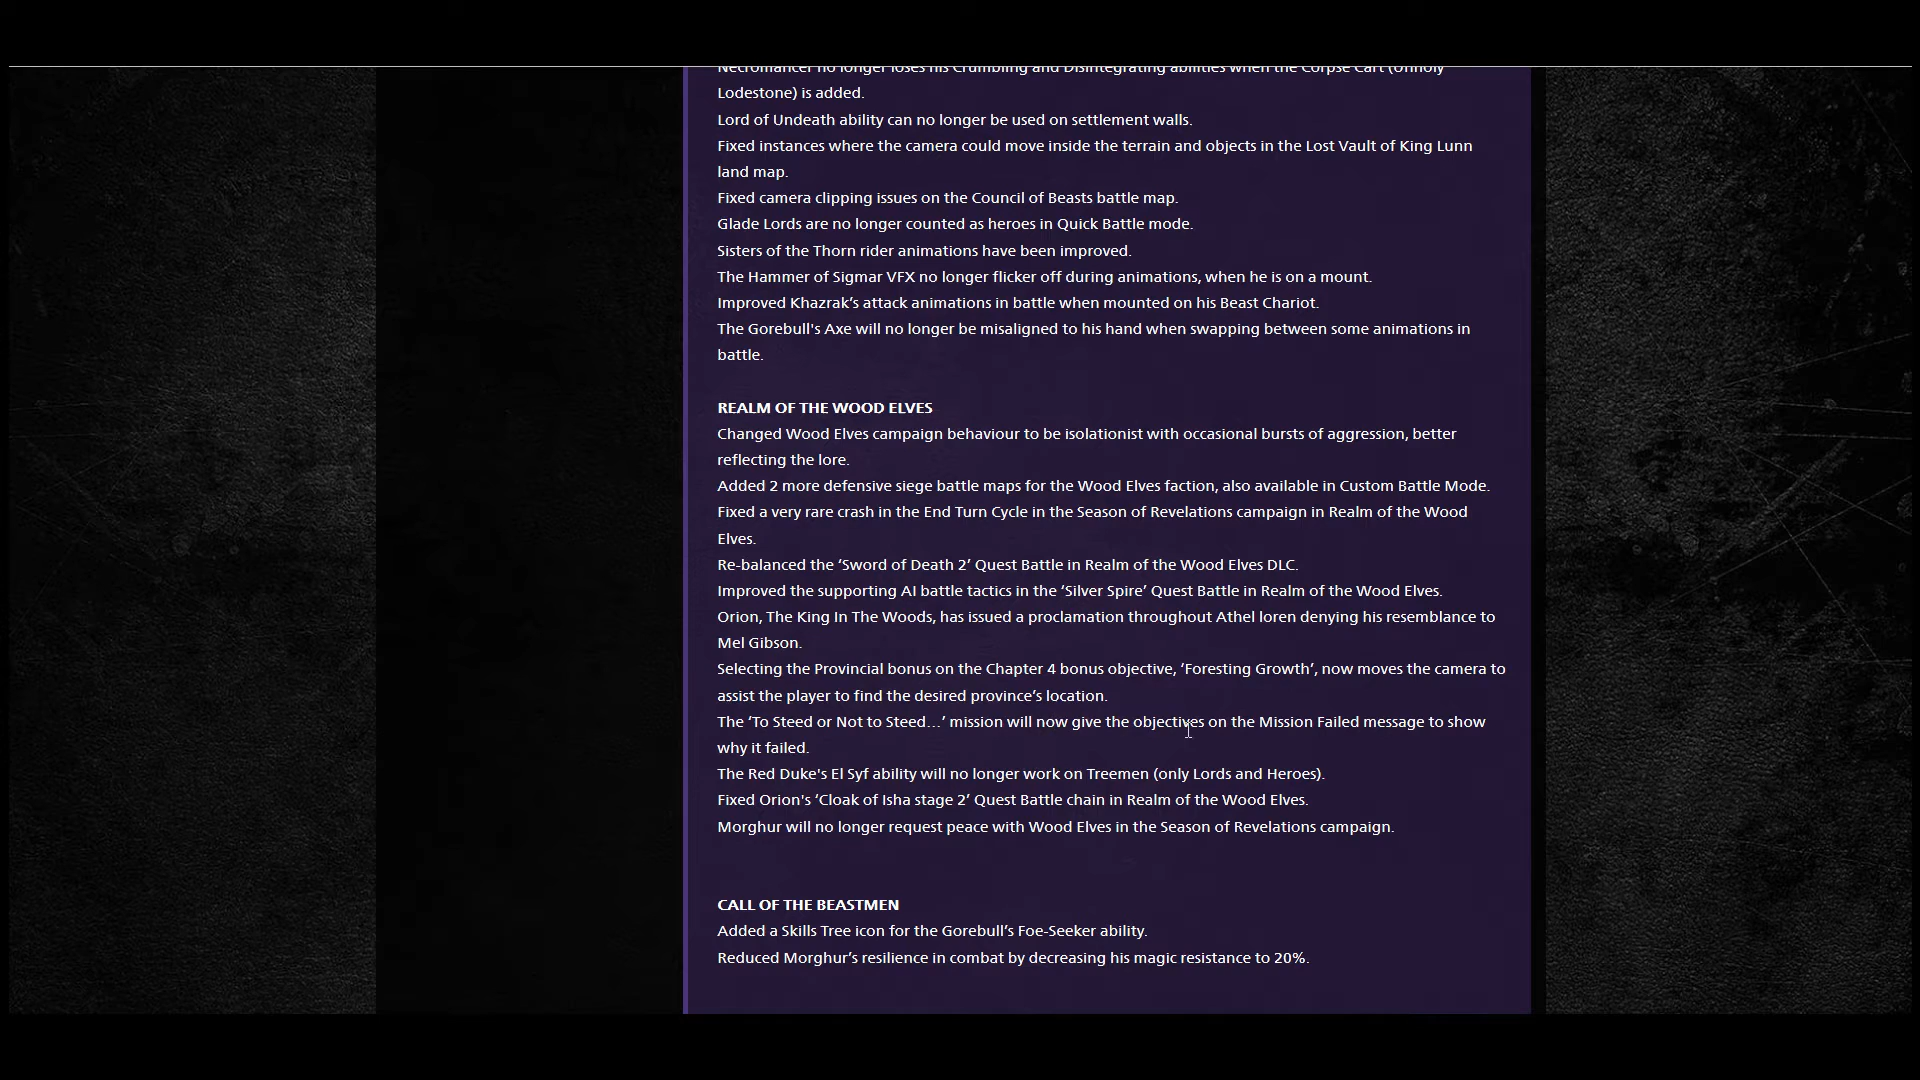 Necromancer no longer loses his Crumbling and Disintegrating abilities when the Corpse Cart (Unholy
Lodestone) is added.
Lord of Undeath ability can no longer be used on settlement walls.
Fixed instances where the camera could move inside the terrain and objects in the Lost Vault of King Lunn
land map.
Fixed camera clipping issues on the Council of Beasts battle map.
Glade Lords are no longer counted as heroes in Quick Battle mode.
Sisters of the Thorn rider animations have been improved.
The Hammer of Sigmar VFX no longer flicker off during animations, when he is on a mount.
Improved Khazrak’s attack animations in battle when mounted on his Beast Chariot.
The Gorebull's Axe will no longer be misaligned to his hand when swapping between some animations in
battle.
REALM OF THE WOOD ELVES
Changed Wood Elves campaign behaviour to be isolationist with occasional bursts of aggression, better
reflecting the lore.
Added 2 more defensive siege battle maps for the Wood Elves faction, also available in Custom Battle Mode.
Fixed a very rare crash in the End Turn Cycle in the Season of Revelations campaign in Realm of the Wood
Elves.
Re-balanced the ‘Sword of Death 2’ Quest Battle in Realm of the Wood Elves DLC.
Improved the supporting AI battle tactics in the ‘Silver Spire’ Quest Battle in Realm of the Wood Elves.
Orion, The King In The Woods, has issued a proclamation throughout Athel loren denying his resemblance to
Mel Gibson.
Selecting the Provincial bonus on the Chapter 4 bonus objective, ‘Foresting Growth’, now moves the camera to
assist the player to find the desired province’s location.
The ‘To Steed or Not to Steed…’ mission will now give the objectives on the Mission Failed message to show
why it failed.
The Red Duke's El Syf ability will no longer work on Treemen (only Lords and Heroes).
Fixed Orion's ‘Cloak of Isha stage 2’ Quest Battle chain in Realm of the Wood Elves.
Morghur will no longer request peace with Wood Elves in the Season of Revelations campaign.
CALL OF THE BEASTMEN
Added a Skills Tree icon for the Gorebull’s Foe-Seeker ability.
Reduced Morghur’s resilience in combat by decreasing his magic resistance to 20%.